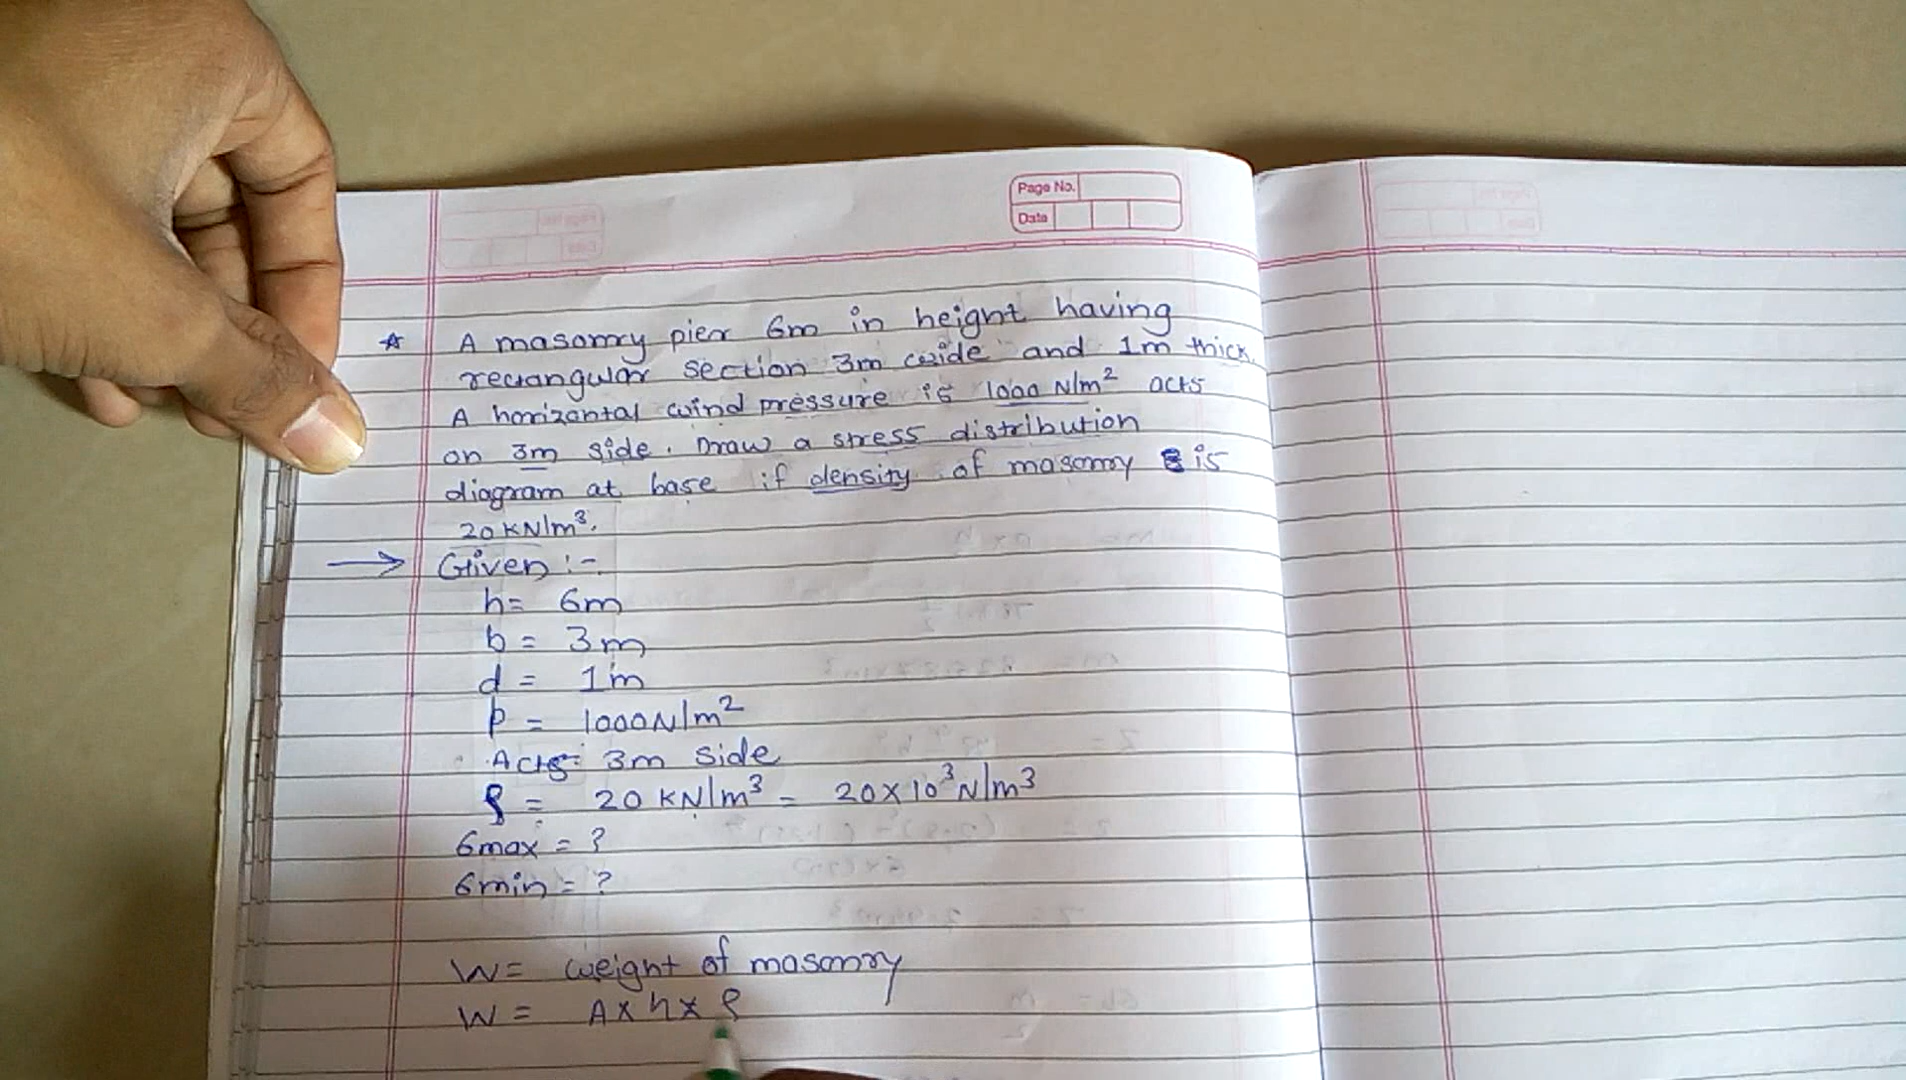 Page No.
Date
☆ A masonry pier 6m in height having
rectangular section 3m wide and 1m thick.
A horizontal wind pressure is 1000 N/m² acts
on 3m side. Draw a stress distribution
diagram at base if density of masonry is
20 KN/m³.
→ Given :-
h = 6m
b = 3m
d = 1m
p = 1000N/m²
Acts: 3m side
ρ = 20 KN/m³ = 20×10³N/m³
σmax = ?
σmin = ?
W = weight of masonry
W = A×h×ρ